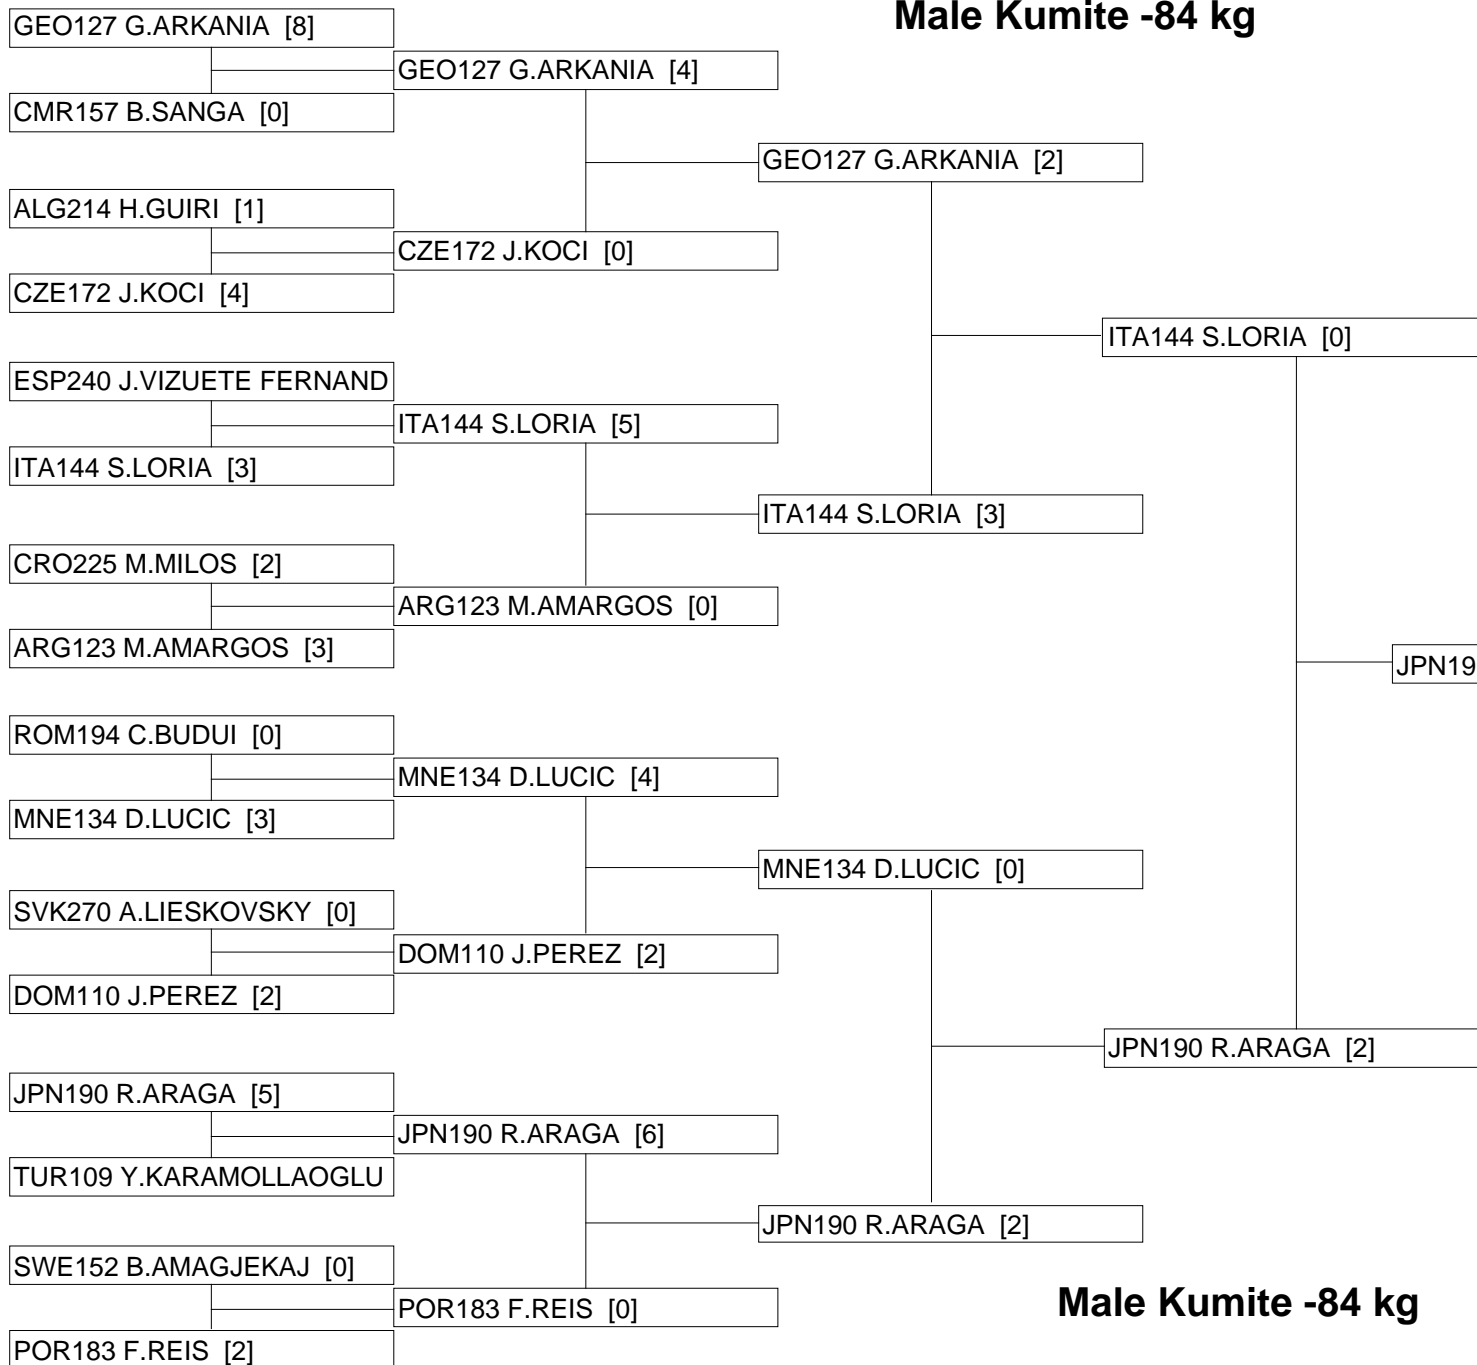 Male Kumite -84 kg
GEO127 G.ARKANIA [8]
GEO127 G.ARKANIA [4]
CMR157 B.SANGA [0]
GEO127 G.ARKANIA [2]
ALG214 H.GUIRI [1]
CZE172 J.KOCI [0]
CZE172 J.KOCI [4]
ITA144 S.LORIA [0]
ESP240 J.VIZUETE FERNAND
ITA144 S.LORIA [5]
ITA144 S.LORIA [3]
ITA144 S.LORIA [3]
CRO225 M.MILOS [2]
ARG123 M.AMARGOS [0]
ARG123 M.AMARGOS [3]
JPN19
ROM194 C.BUDUI [0]
MNE134 D.LUCIC [4]
MNE134 D.LUCIC [3]
MNE134 D.LUCIC [0]
SVK270 A.LIESKOVSKY [0]
DOM110 J.PEREZ [2]
DOM110 J.PEREZ [2]
JPN190 R.ARAGA [2]
JPN190 R.ARAGA [5]
JPN190 R.ARAGA [6]
TUR109 Y.KARAMOLLAOGLU
JPN190 R.ARAGA [2]
SWE152 B.AMAGJEKAJ [0]
POR183 F.REIS [0]
Male Kumite -84 kg
POR183 F.REIS [2]